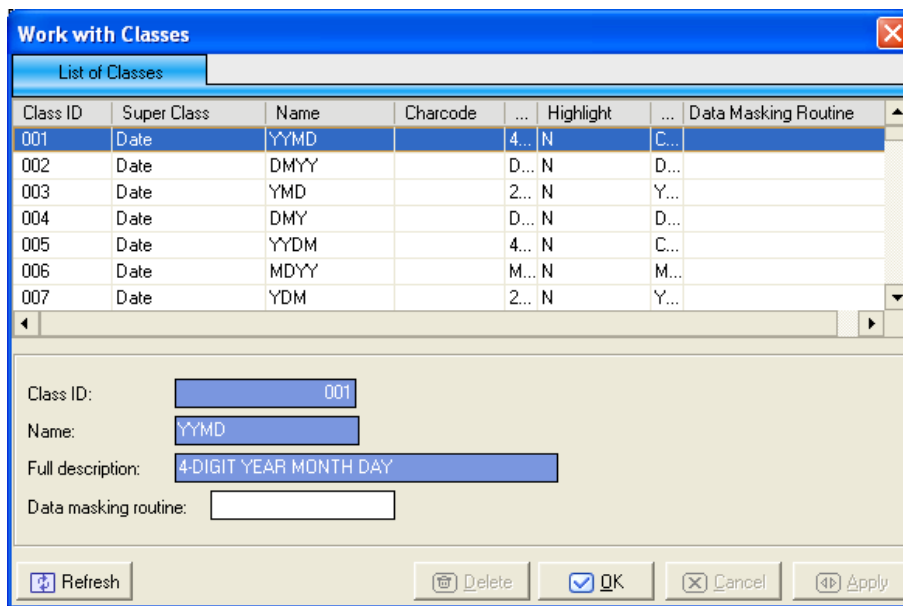 Work with Classes
List of Classes
Class ID Super Class Name Charcode ... Highlight ... Data Masking Routine
001 Date YYMD 4... N C...
002 Date DMYY D... N D...
003 Date YMD 2... N Y...
004 Date DMY D... N D...
005 Date YYDM 4... N C...
006 Date MDYY M... N M...
007 Date YDM 2... N Y...
Class ID: 001
Name: YYMD
Full description: 4-DIGIT YEAR MONTH DAY
Data masking routine:
Refresh Delete OK Cancel Apply